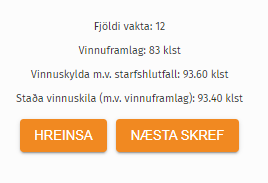 Fjöldi vakta: 12
Vinnuframlag: 83 klst
Vinnuskylda m.v. starfshlutfall: 93.60 klst
Staða vinnuskila (m.v. vinnuframlag): 93.40 klst
HREINSA NÆSTA SKREF